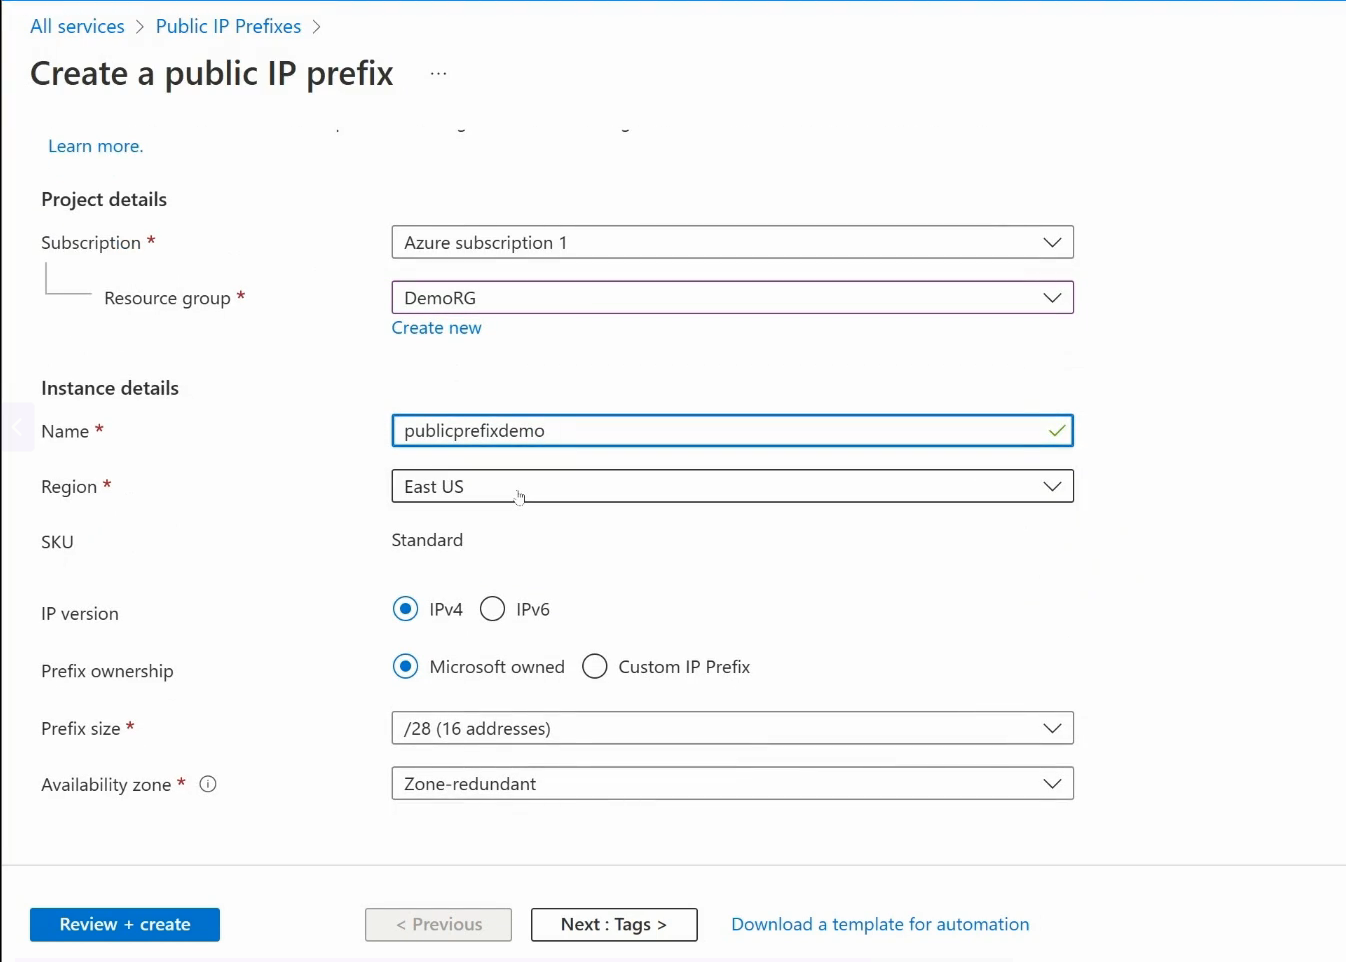 All services > Public IP Prefixes >
Create a public IP prefix ...
Learn more.
Project details
Subscription * Azure subscription 1
Resource group * DemoRG
Create new
Instance details
Name * publicprefixdemo
Region * East US
SKU Standard
IP version IPv4 IPv6
Prefix ownership Microsoft owned Custom IP Prefix
Prefix size * /28 (16 addresses)
Availability zone * Zone-redundant
Review + create < Previous Next : Tags > Download a template for automation